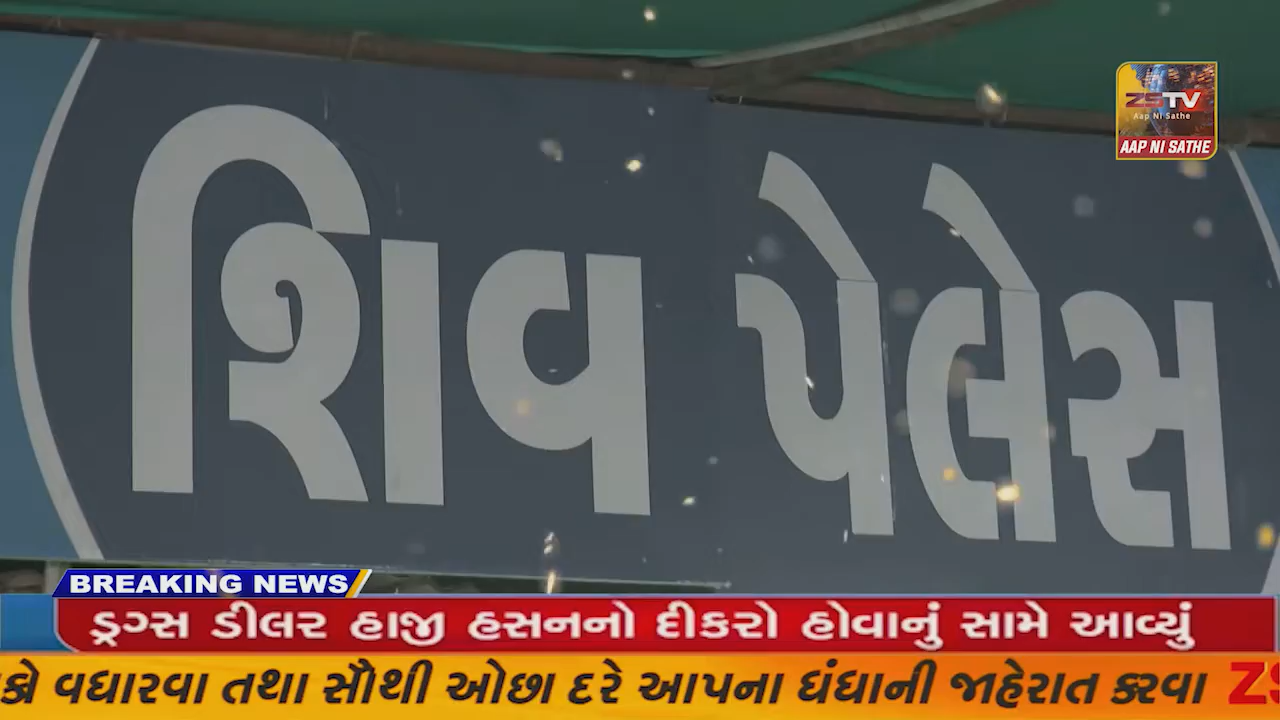 ZSTV
Aap Ni Sathe
AAP NI SATHE
શિવ પેલેસ
BREAKING NEWS
ડ્રગ્સ ડીલર હાજી હસનનો દીકરો હોવાનું સામે આવ્યું
વધારવા તથા સૌથી ઓછા દરે આપના ધંધાની જાહેરાત કરવા